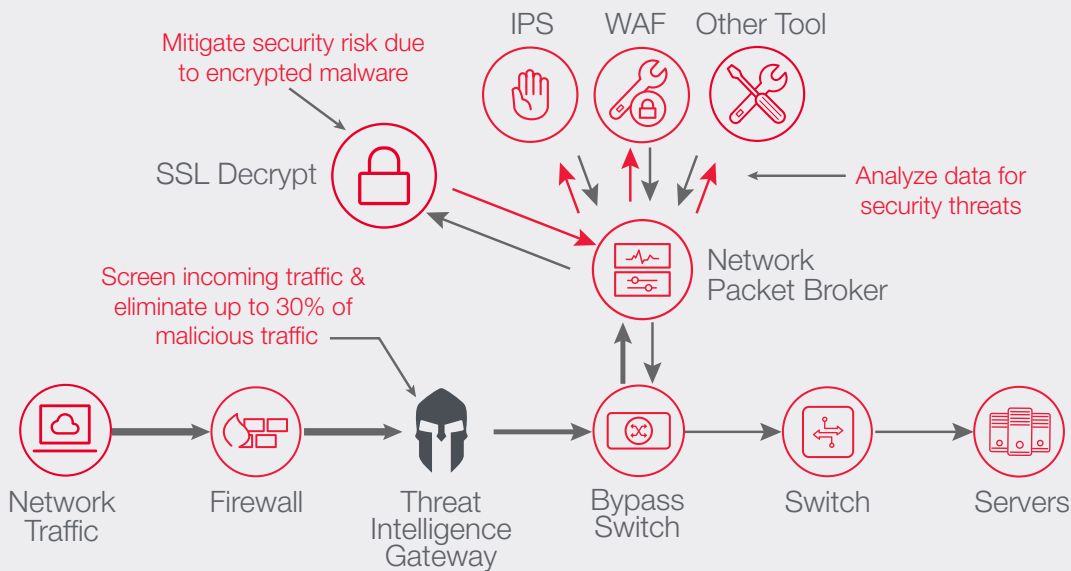 IPS
WAF
Other Tool
Mitigate security risk due
to encrypted malware
SSL Decrypt
Analyze data for
security threats
Network
Packet Broker
Screen incoming traffic &
eliminate up to 30% of
malicious traffic
Network
Traffic
Firewall
Threat
Intelligence
Gateway
Bypass
Switch
Switch
Servers